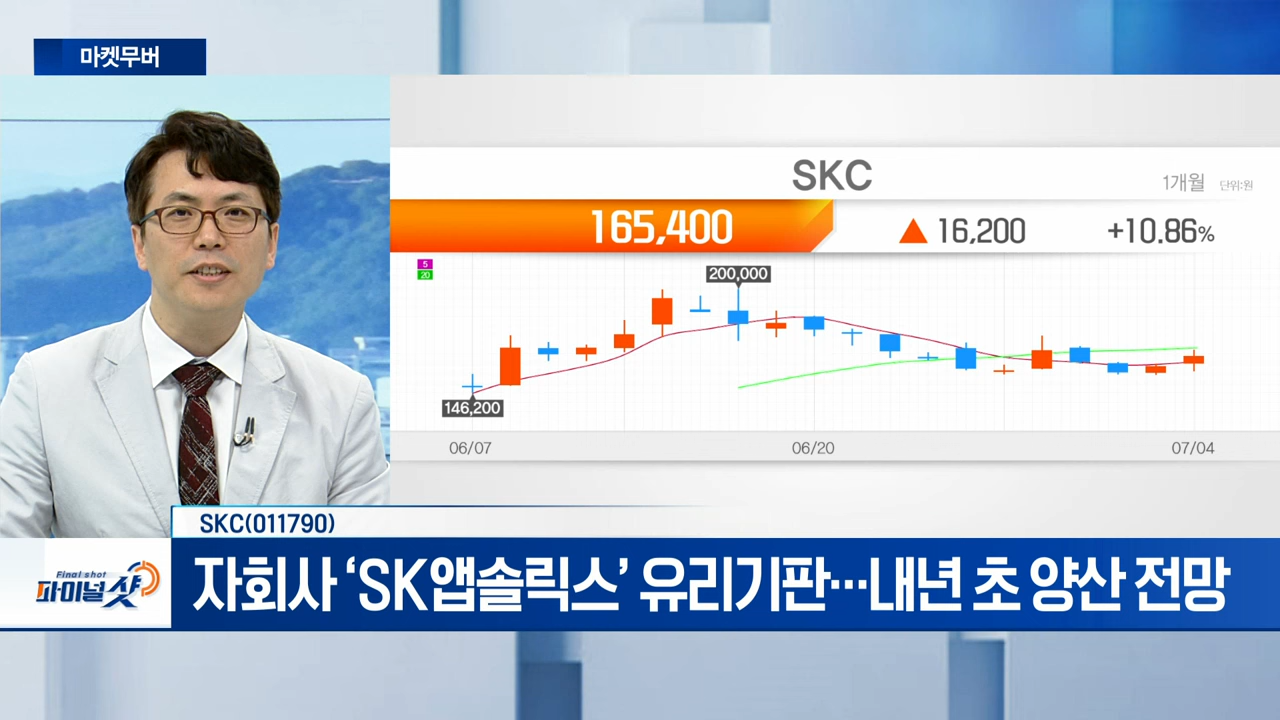 마켓무버
SKC
1개월 단위:원
165,400 ▲ 16,200 +10.86%
5
20
200,000
146,200
06/07 06/20 07/04
SKC(011790)
Final shot
파이널샷
자회사 ‘SK앱솔릭스’ 유리기판…내년 초 양산 전망